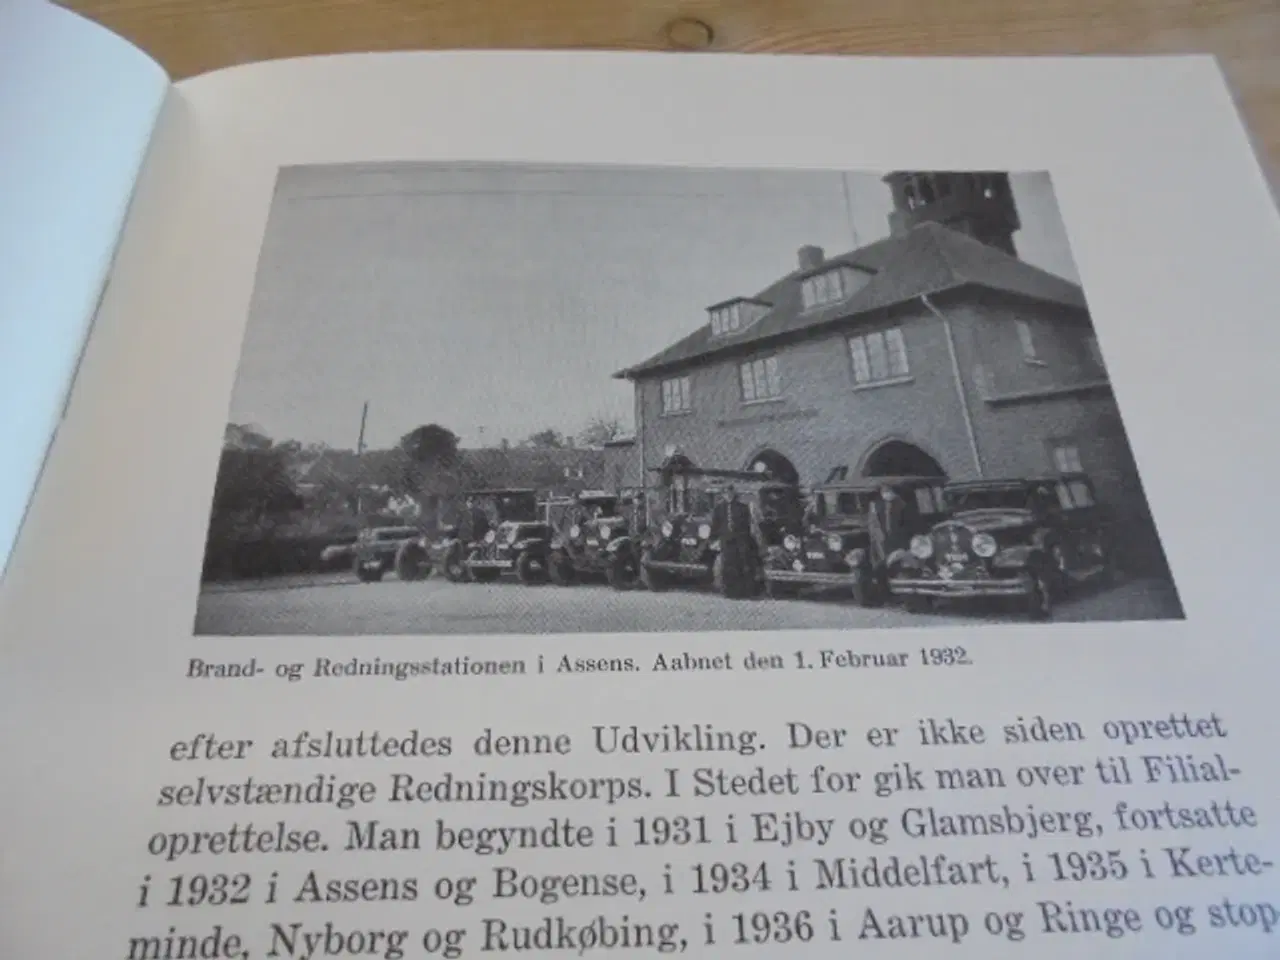 Brand- og Redningsstationen i Assens. Aabnet den 1. Februar 1932.
efter afsluttedes denne Udvikling. Der er ikke siden oprettet
selvstændige Redningskorps. I Stedet for gik man over til Filial-
oprettelse. Man begyndte i 1931 i Ejby og Glamsbjerg, fortsatte
i 1932 i Assens og Bogense, i 1934 i Middelfart, i 1935 i Kerte-
minde, Nyborg og Rudkøbing, i 1936 i Aarup og Ringe og stop